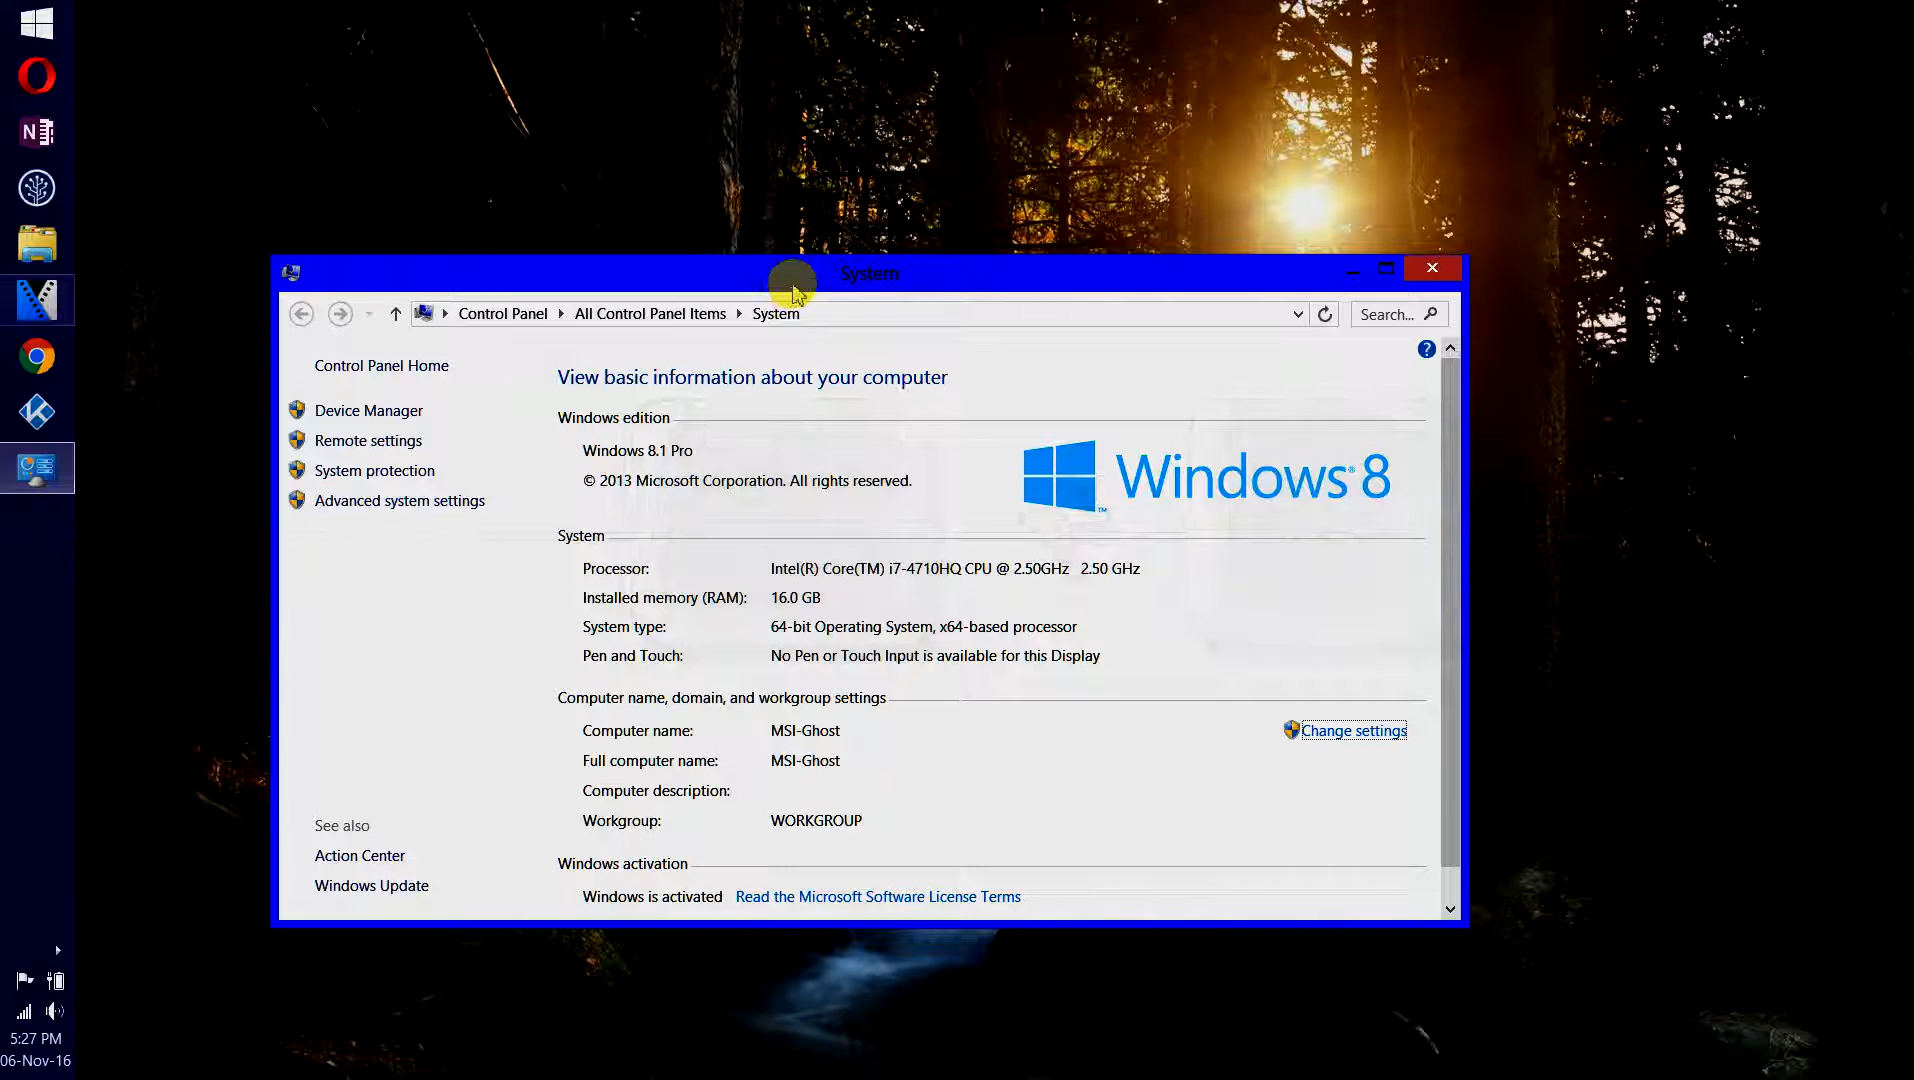 System
Control Panel
All Control Panel Items
System
Search...
Control Panel Home
Device Manager
Remote settings
System protection
Advanced system settings
See also
Action Center
Windows Update
?
View basic information about your computer
Windows edition
Windows 8.1 Pro
© 2013 Microsoft Corporation. All rights reserved.
Windows® 8
™
System
Processor: Intel(R) Core(TM) i7-4710HQ CPU @ 2.50GHz 2.50 GHz
Installed memory (RAM): 16.0 GB
System type: 64-bit Operating System, x64-based processor
Pen and Touch: No Pen or Touch Input is available for this Display
Computer name, domain, and workgroup settings
Computer name: MSI-Ghost
Change settings
Full computer name: MSI-Ghost
Computer description:
Workgroup: WORKGROUP
Windows activation
Windows is activated Read the Microsoft Software License Terms
N
5:27 PM
06-Nov-16